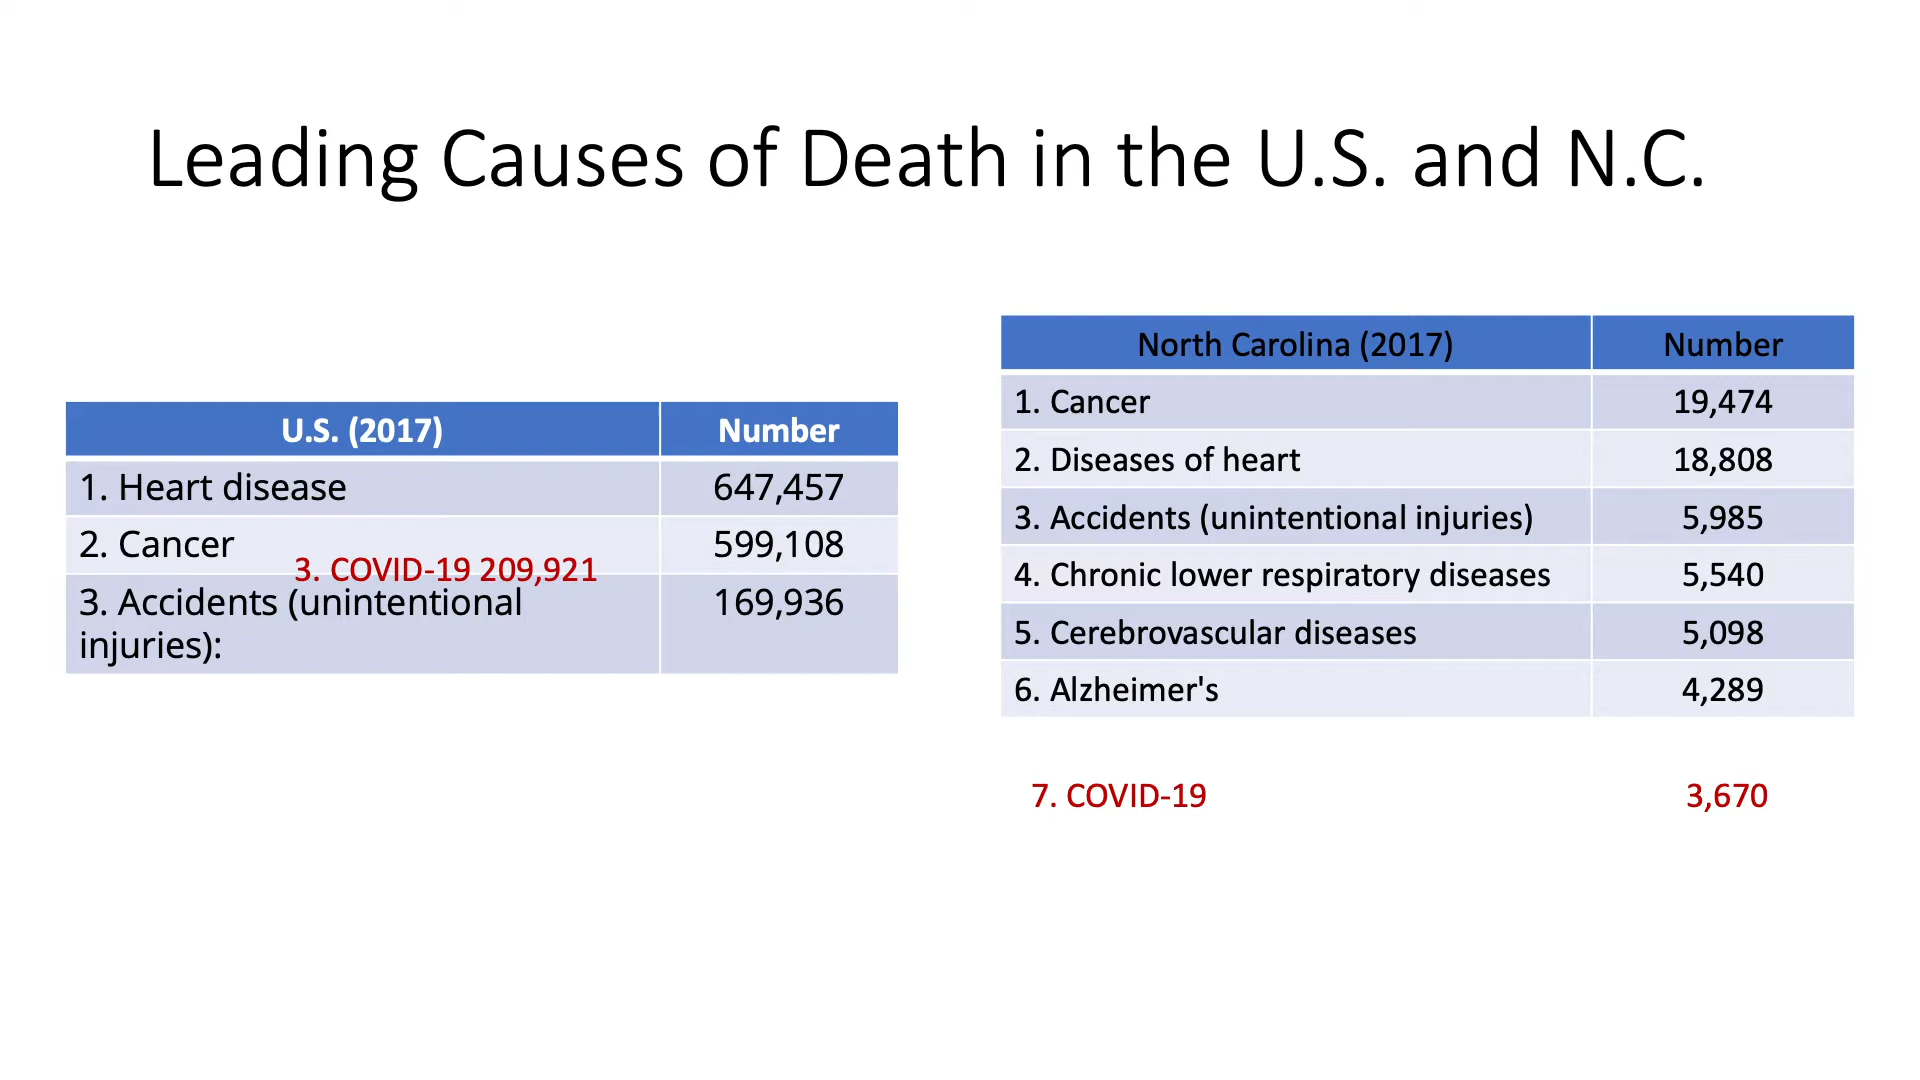 Leading Causes of Death in the U.S. and N.C.
U.S. (2017) Number
1. Heart disease 647,457
2. Cancer 599,108
3. COVID-19 209,921
3. Accidents (unintentional 169,936
injuries):
North Carolina (2017) Number
1. Cancer 19,474
2. Diseases of heart 18,808
3. Accidents (unintentional injuries) 5,985
4. Chronic lower respiratory diseases 5,540
5. Cerebrovascular diseases 5,098
6. Alzheimer's 4,289
7. COVID-19 3,670